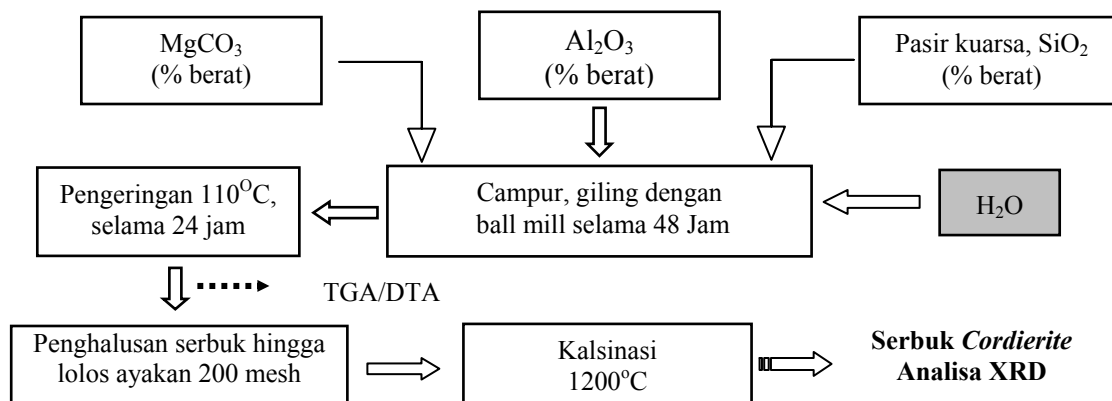 MgCO₃
(% berat)
Al₂O₃
(% berat)
Pasir kuarsa, SiO₂
(% berat)
Pengeringan 110ᴼC,
selama 24 jam
Campur, giling dengan
ball mill selama 48 Jam
H₂O
TGA/DTA
Penghalusan serbuk hingga
lolos ayakan 200 mesh
Kalsinasi
1200ᵒC
Serbuk Cordierite
Analisa XRD